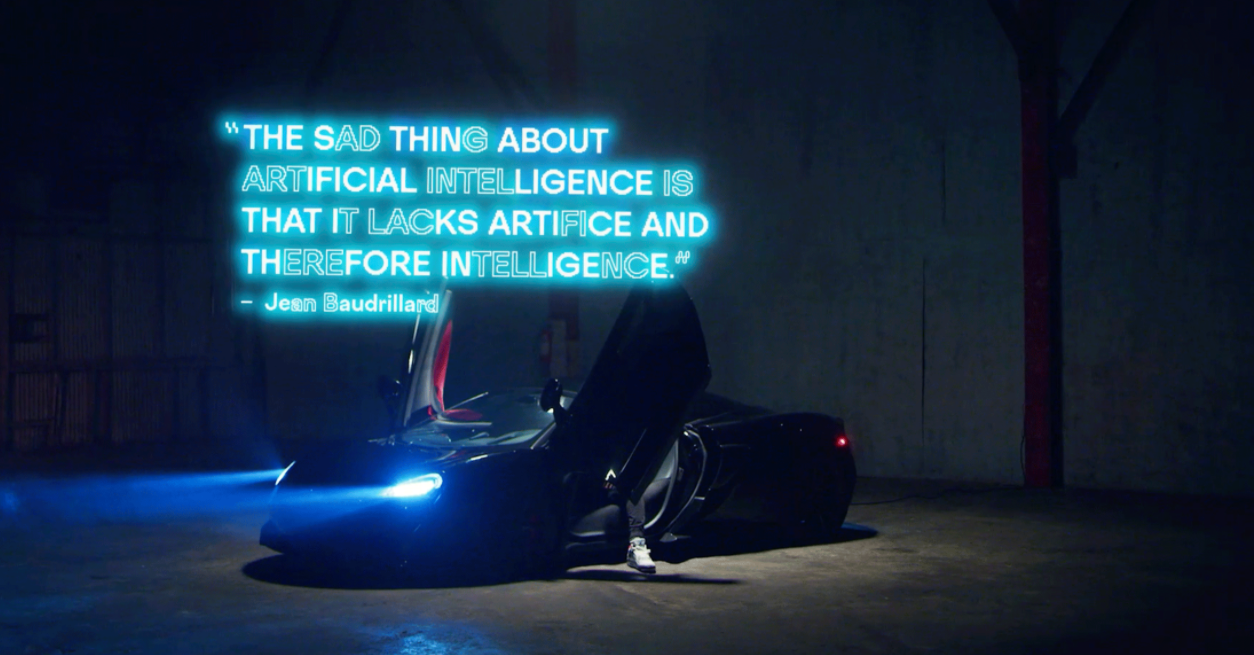 "THE SAD THING ABOUT
ARTIFICIAL INTELLIGENCE IS
THAT IT LACKS ARTIFICE AND
THEREFORE INTELLIGENCE."
– Jean Baudrillard